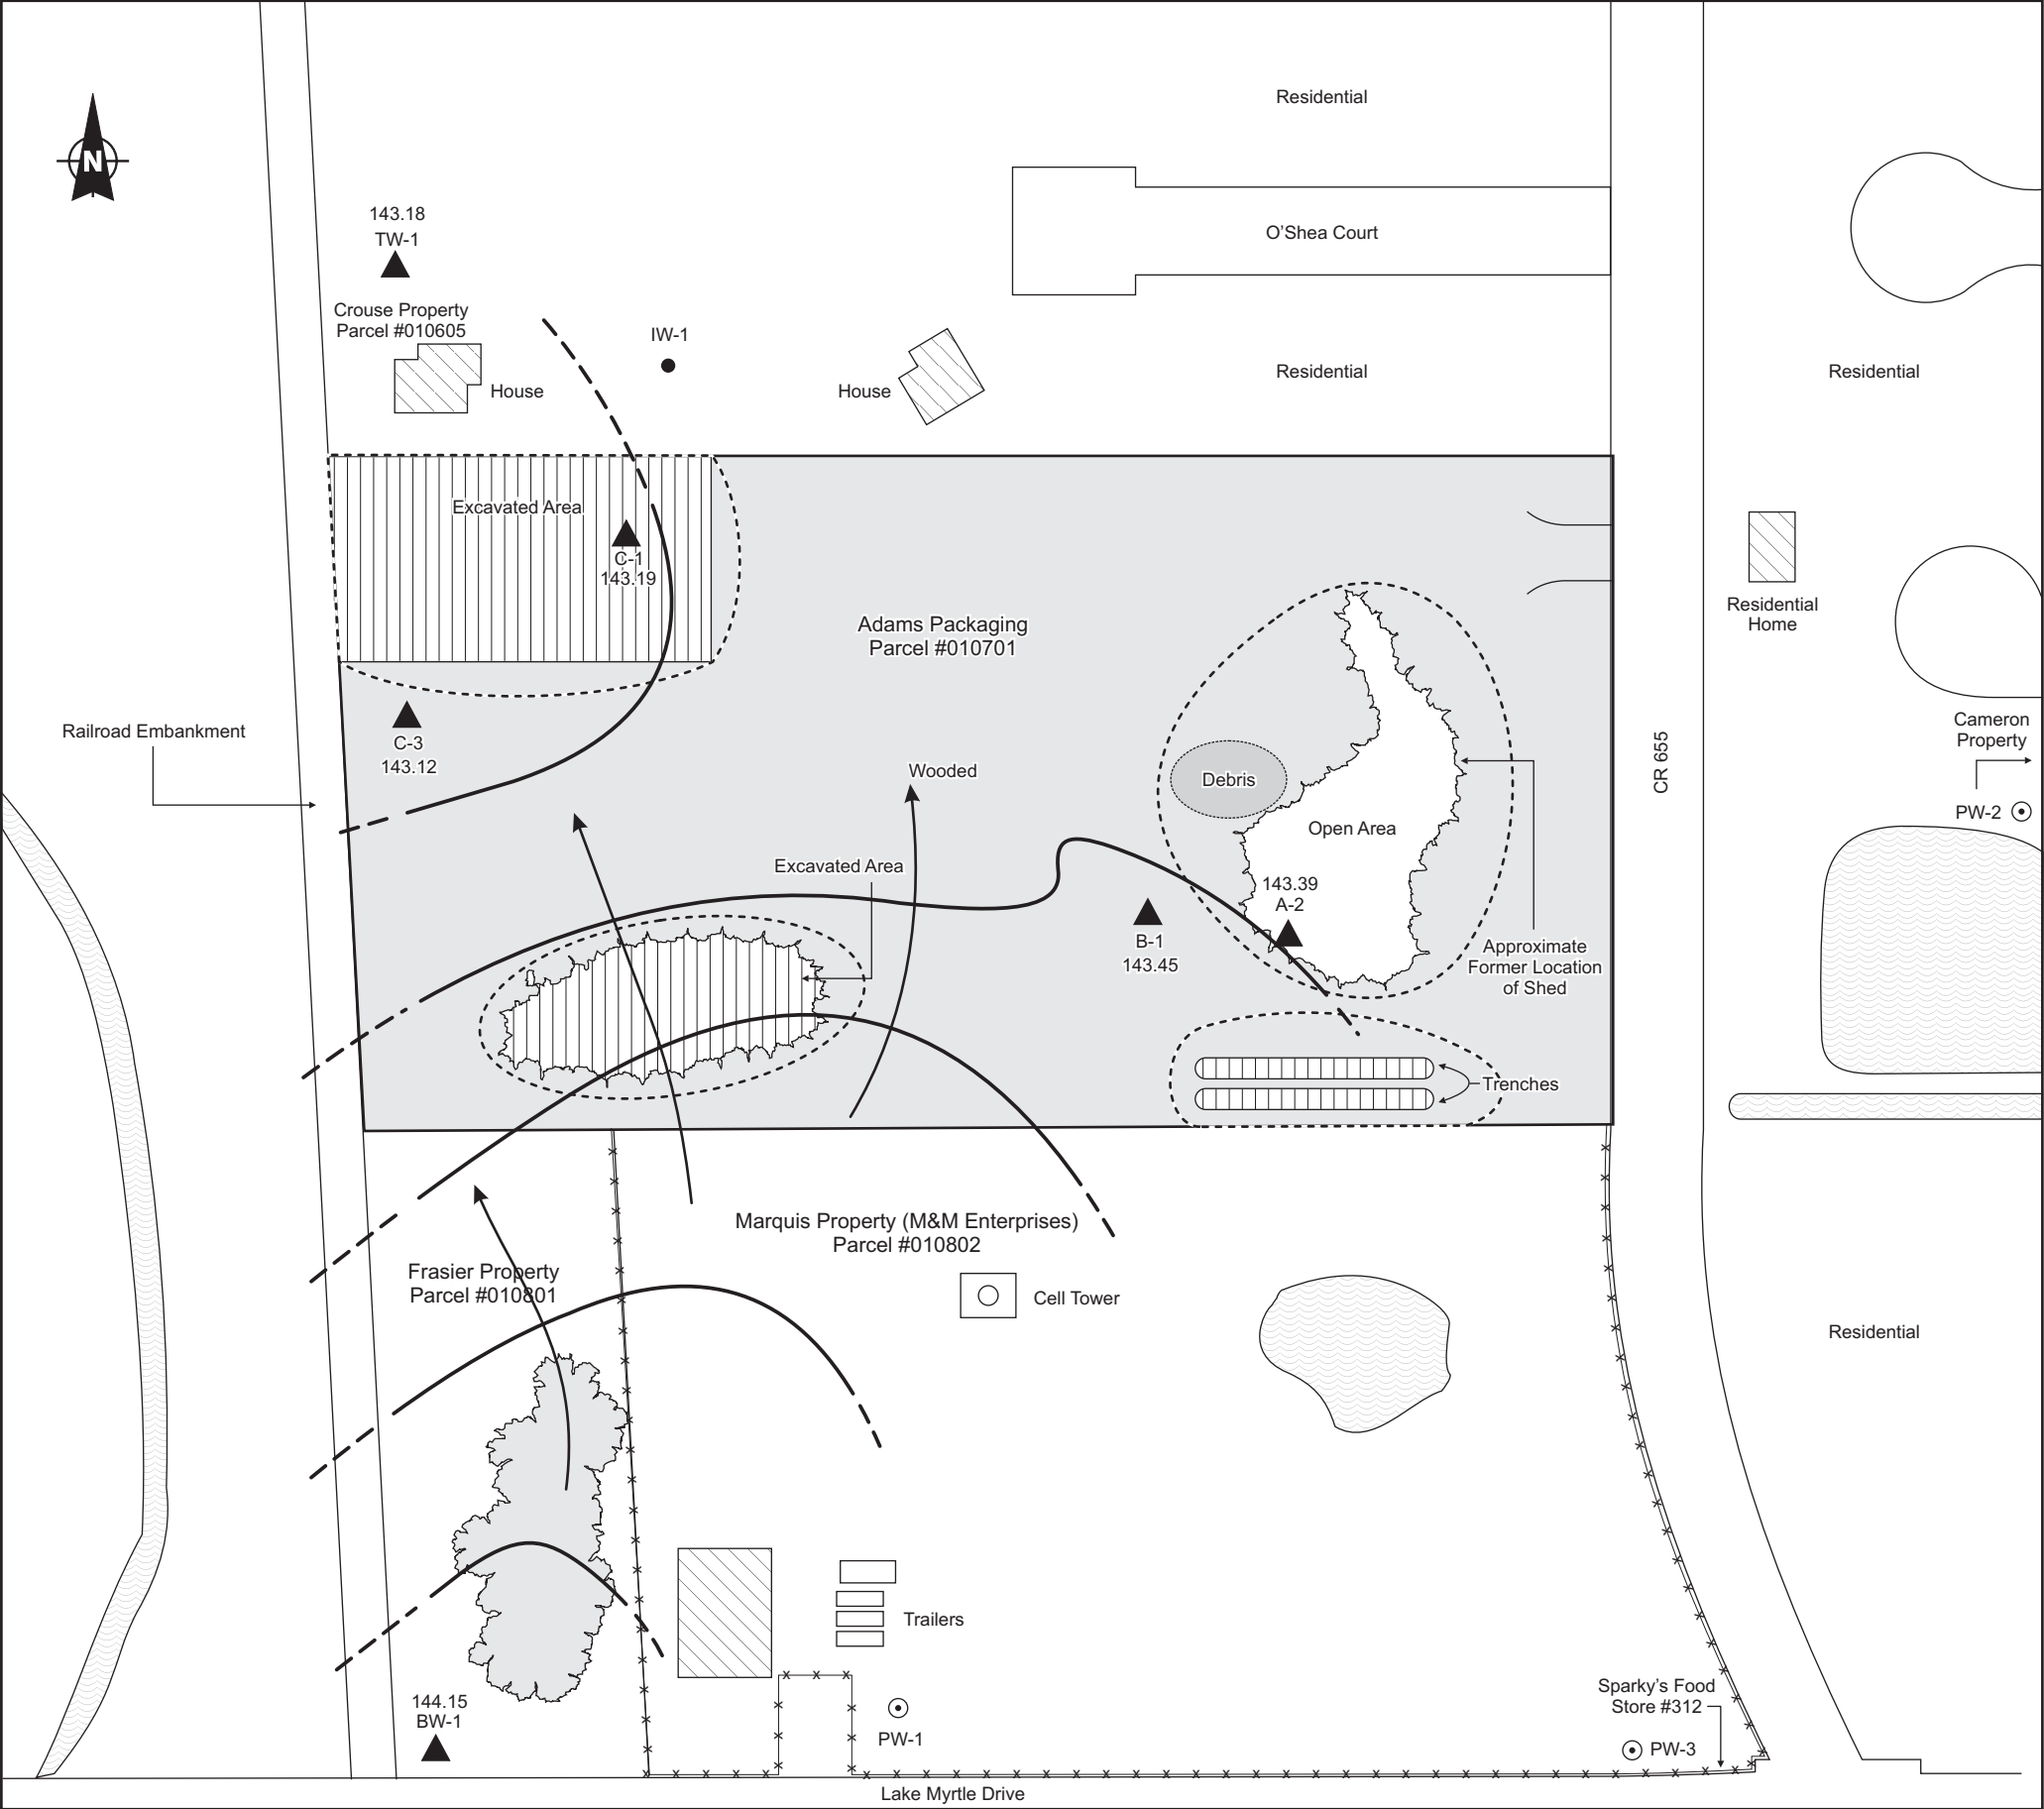 Residential
N
143.18
TW-1
O’Shea Court
Crouse Property
Parcel #010605
IW-1
House
House
Residential
Residential
Excavated Area
C-1
143.19
Adams Packaging
Parcel #010701
Residential
Home
Railroad Embankment
C-3
143.12
Wooded
Debris
CR 655
Cameron
Property
PW-2
Open Area
Excavated Area
143.39
A-2
B-1
143.45
Approximate
Former Location
of Shed
Trenches
Marquis Property (M&M Enterprises)
Parcel #010802
Frasier Property
Parcel #010801
Cell Tower
Residential
Trailers
144.15
BW-1
PW-1
Sparky’s Food
Store #312
PW-3
Lake Myrtle Drive